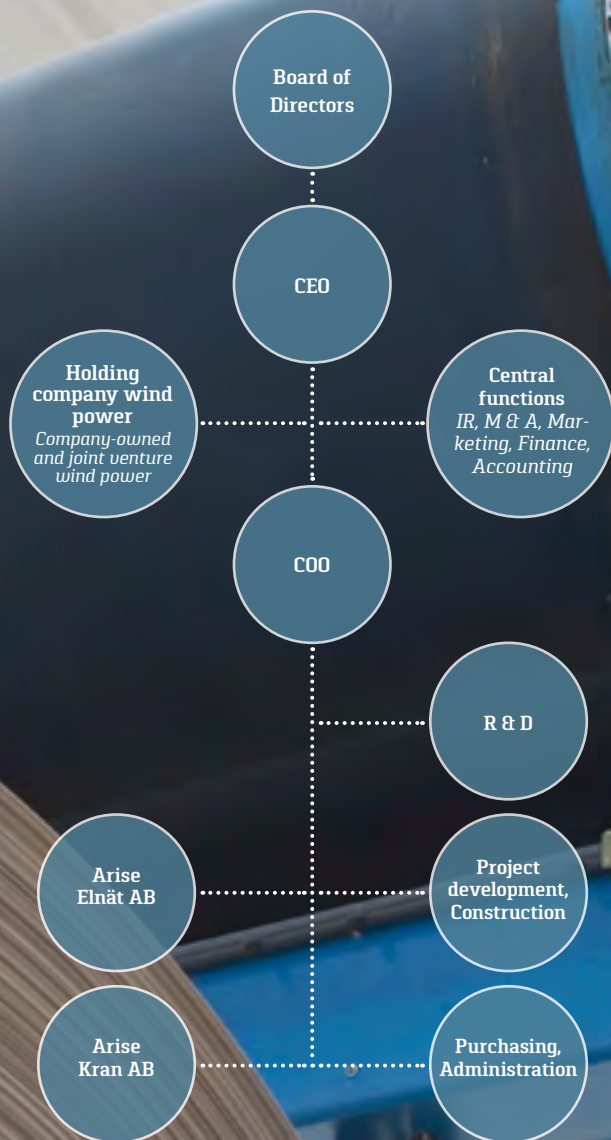 Board of
Directors
CEO
Holding
company wind
power
Company-owned
and joint venture
wind power
Central
functions
IR, M & A, Mar-
keting, Finance,
Accounting
COO
R & D
Arise
Elnät AB
Project
development,
Construction
Arise
Kran AB
Purchasing,
Administration